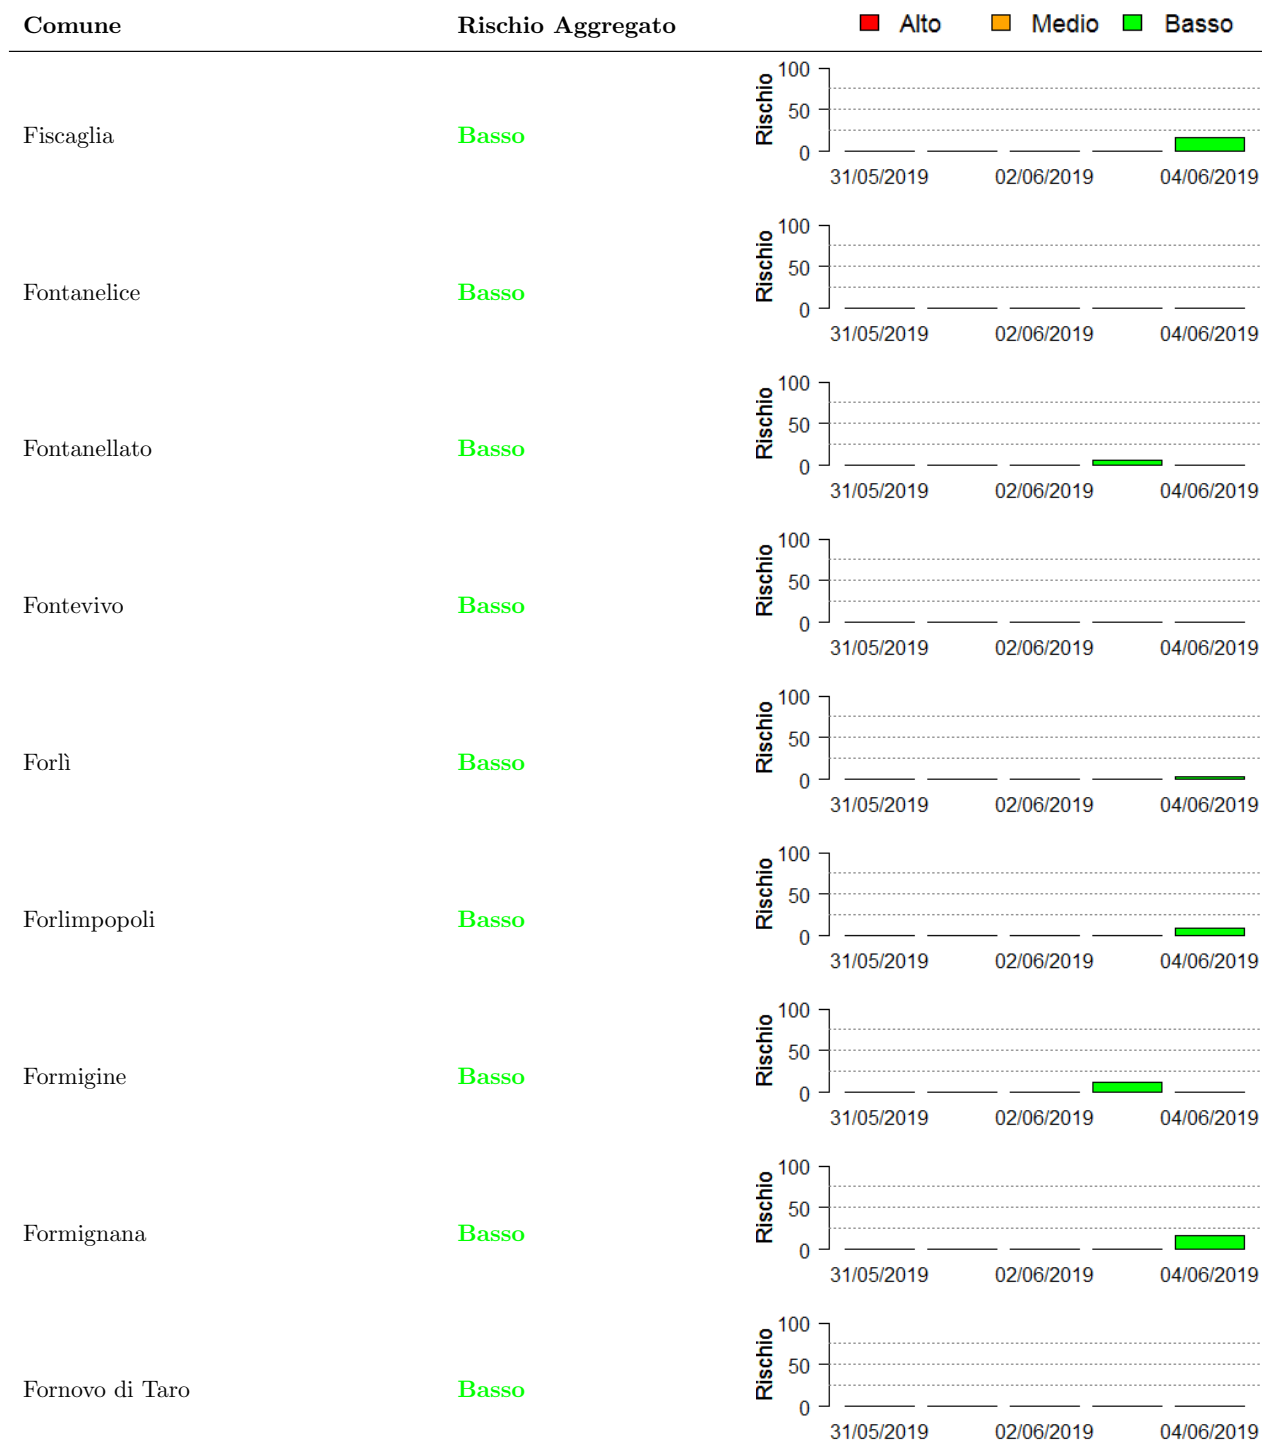 Comune Rischio Aggregato Alto Medio Basso
100
50
0
Rischio
Fiscaglia Basso
31/05/2019 02/06/2019 04/06/2019
100
50
0
Rischio
Fontanelice Basso
31/05/2019 02/06/2019 04/06/2019
100
50
0
Rischio
Fontanellato Basso
31/05/2019 02/06/2019 04/06/2019
100
50
0
Rischio
Fontevivo Basso
31/05/2019 02/06/2019 04/06/2019
100
50
0
Rischio
Forlì Basso
31/05/2019 02/06/2019 04/06/2019
100
50
0
Rischio
Forlimpopoli Basso
31/05/2019 02/06/2019 04/06/2019
100
50
0
Rischio
Formigine Basso
31/05/2019 02/06/2019 04/06/2019
100
50
0
Rischio
Formignana Basso
31/05/2019 02/06/2019 04/06/2019
100
50
0
Rischio
Fornovo di Taro Basso
31/05/2019 02/06/2019 04/06/2019